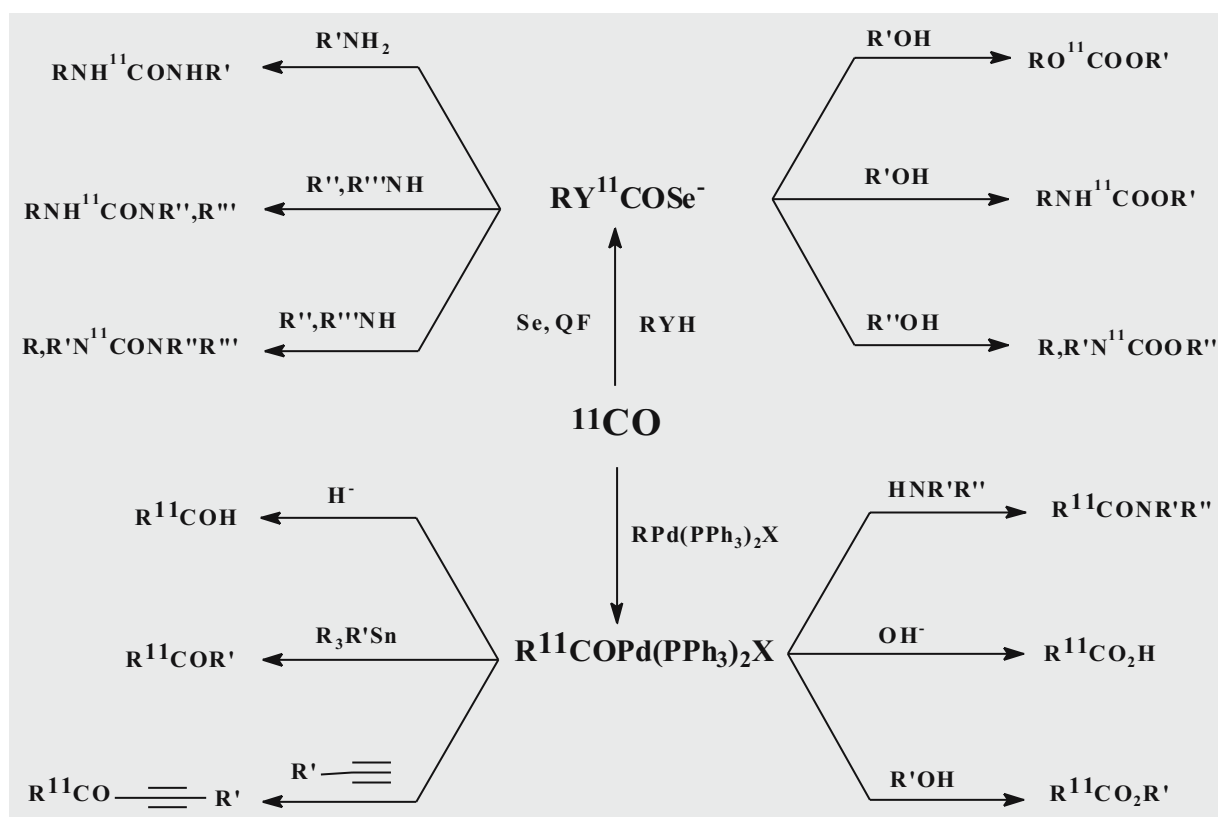 R'NH₂
RNH¹¹CONHR'
R'',R'''NH
RNH¹¹CONR'',R'''
R'',R'''NH
R,R'N¹¹CONR''R'''
RY¹¹COSe⁻
R'OH
RO¹¹COOR'
R'OH
RNH¹¹COOR'
R''OH
R,R'N¹¹COOR''
Se, QF
RYH
¹¹CO
RPd(PPh₃)₂X
R¹¹COPd(PPh₃)₂X
H⁻
R¹¹COH
R₃R'Sn
R¹¹COR'
R'
R¹¹CO
R'
HNR'R''
R¹¹CONR'R''
OH⁻
R¹¹CO₂H
R'OH
R¹¹CO₂R'